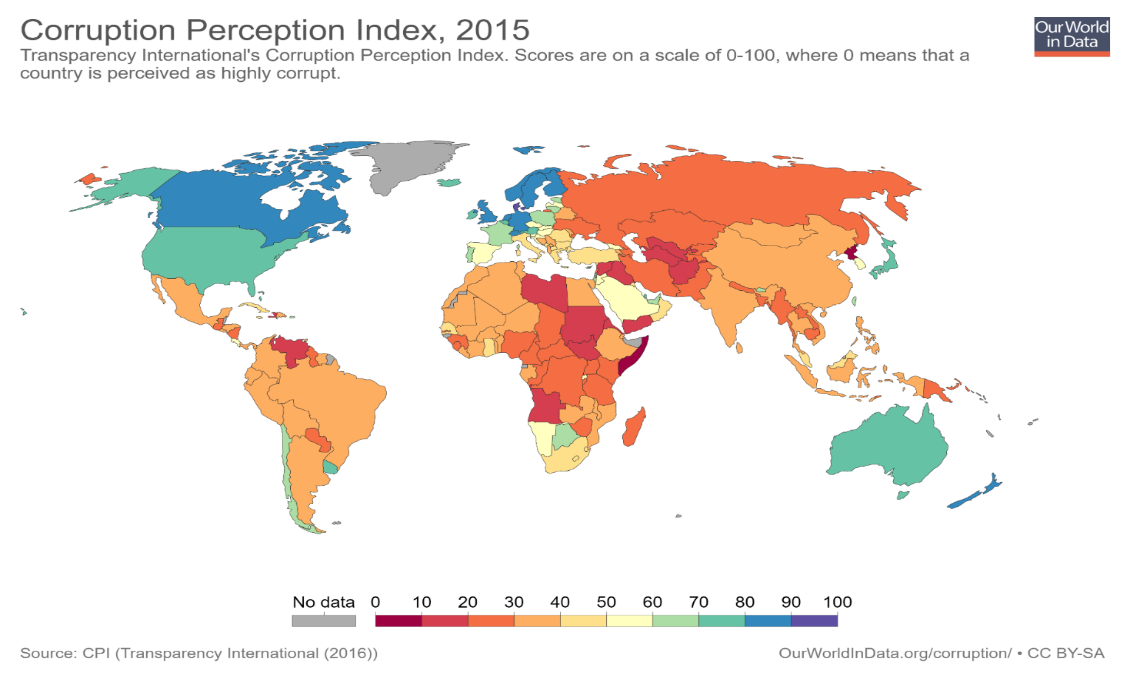 Corruption Perception Index, 2015
Our World
in Data
Transparency International's Corruption Perception Index. Scores are on a scale of 0-100, where 0 means that a
country is perceived as highly corrupt.
No data 0 10 20 30 40 50 60 70 80 90 100
Source: CPI (Transparency International (2016))
OurWorldInData.org/corruption/ • CC BY-SA